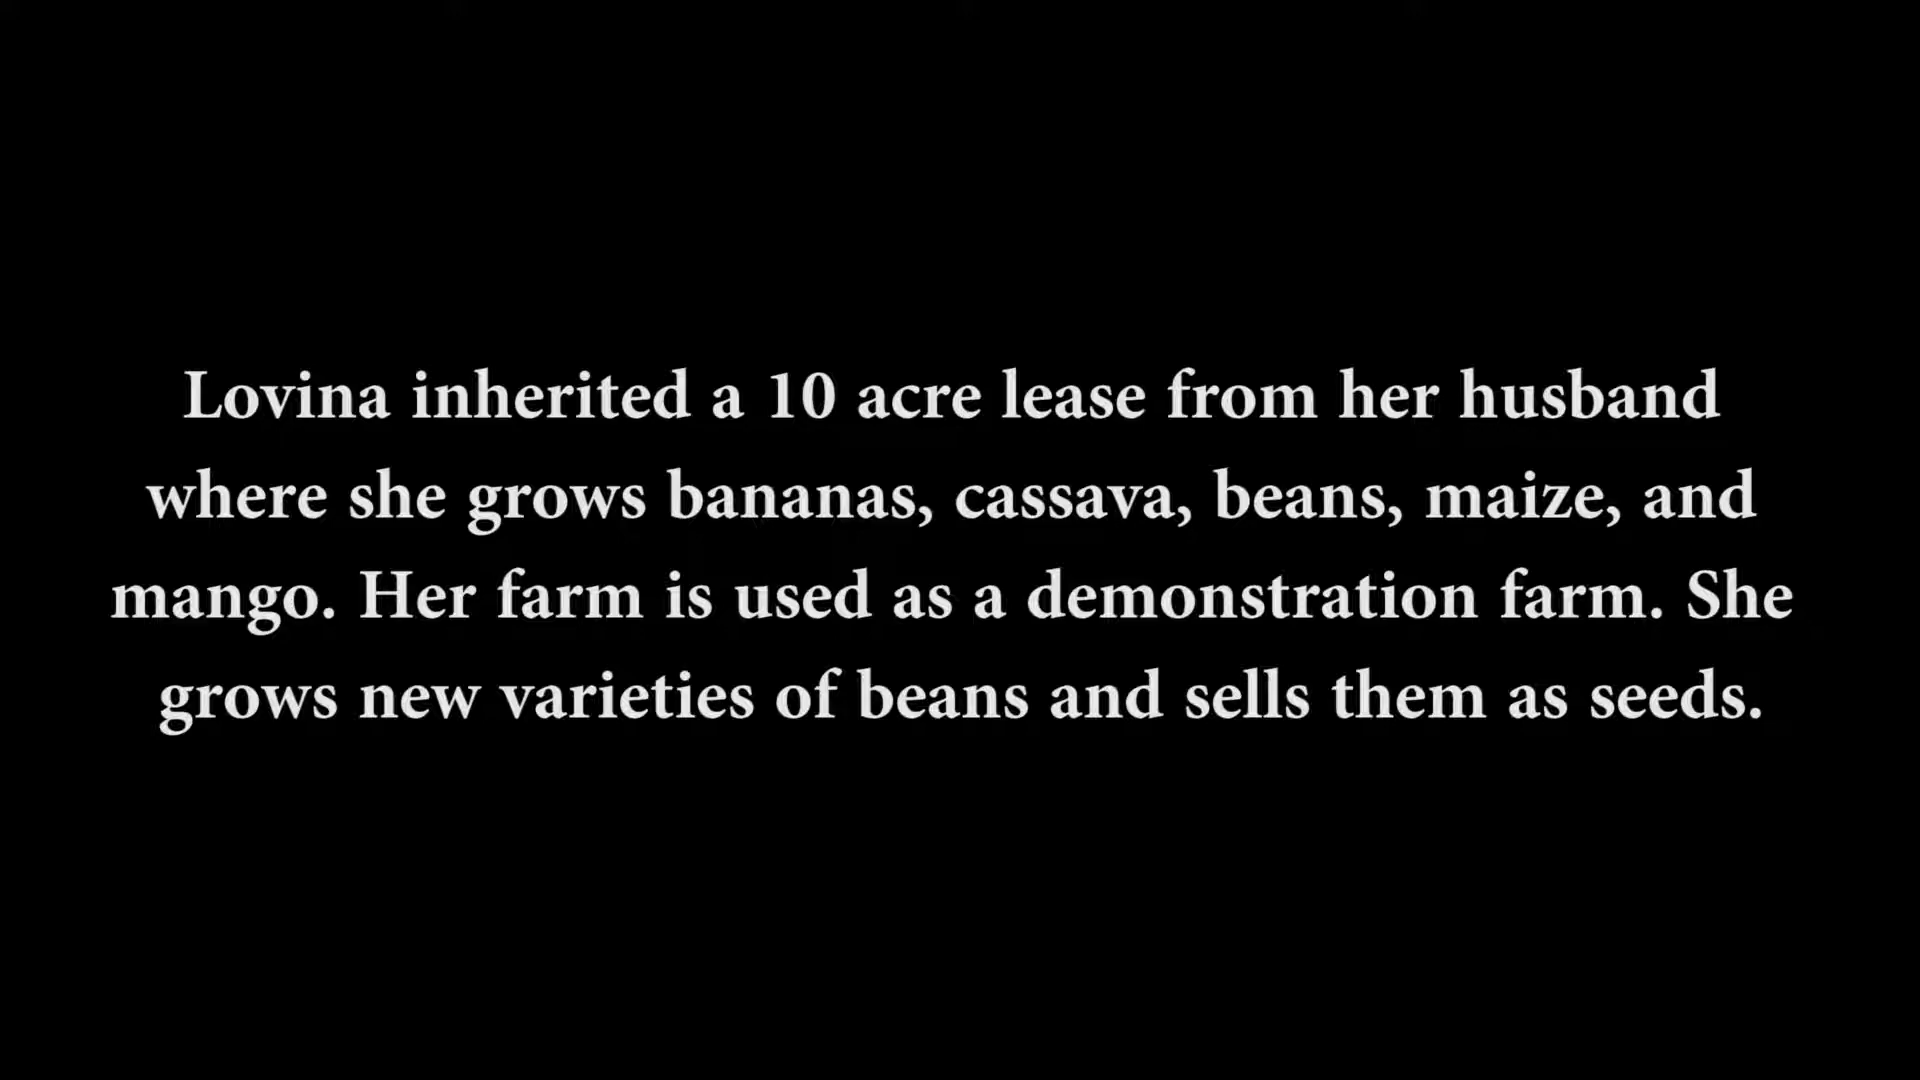 Lovina inherited a 10 acre lease from her husband
where she grows bananas, cassava, beans, maize, and
mango. Her farm is used as a demonstration farm. She
grows new varieties of beans and sells them as seeds.